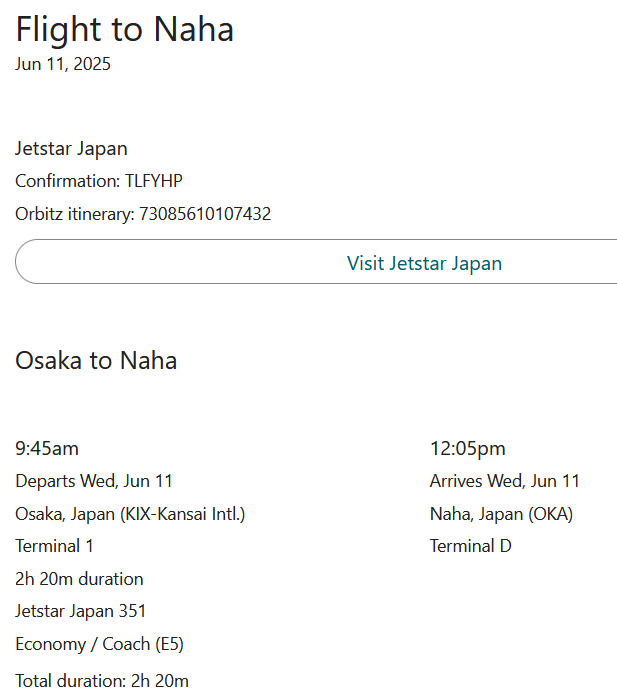 Flight to Naha
Jun 11, 2025
Jetstar Japan
Confirmation: TLFYHP
Orbitz itinerary: 73085610107432
Visit Jetstar Japan
Osaka to Naha
9:45am
Departs Wed, Jun 11
Osaka, Japan (KIX-Kansai Intl.)
Terminal 1
2h 20m duration
Jetstar Japan 351
Economy / Coach (E5)
Total duration: 2h 20m
12:05pm
Arrives Wed, Jun 11
Naha, Japan (OKA)
Terminal D